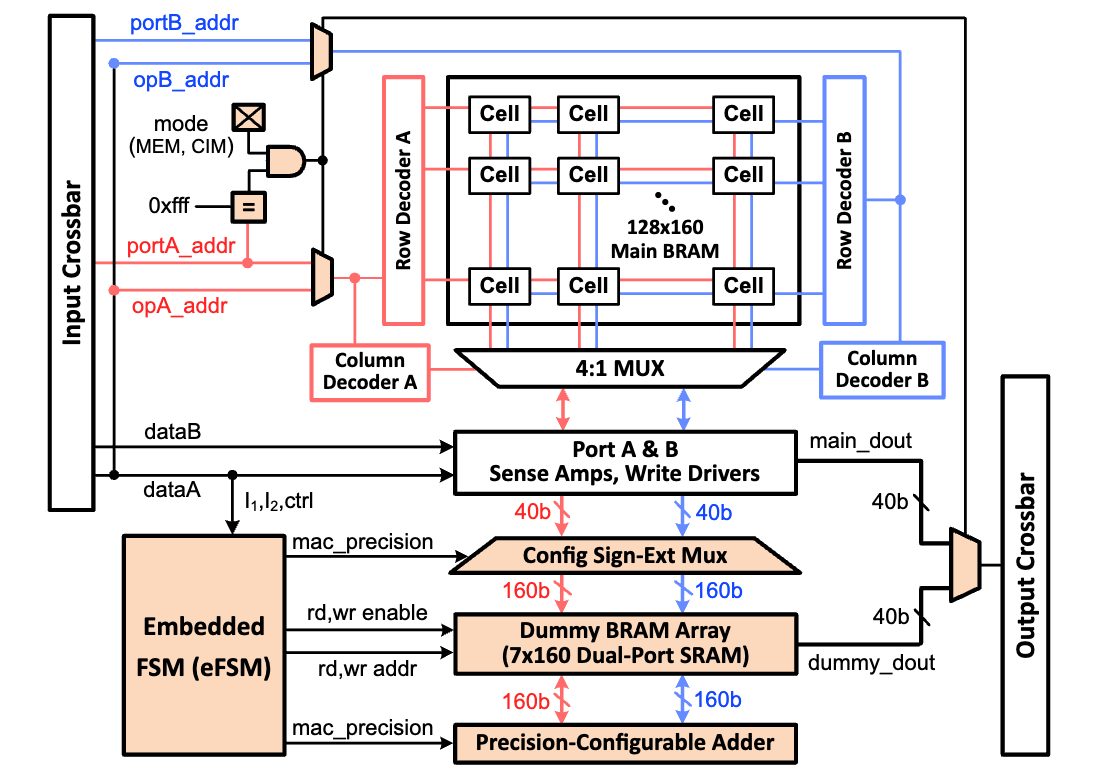 portB_addr
opB_addr
mode
(MEM, CIM)
0xfff
=
portA_addr
opA_addr
Input Crossbar
Row Decoder A
Cell Cell Cell
Cell Cell Cell
128x160
Main BRAM
Cell Cell Cell
Row Decoder B
Column
Decoder A
4:1 MUX
Column
Decoder B
dataB
dataA
I1,I2,ctrl
Port A & B
Sense Amps, Write Drivers
main_dout
40b
40b
40b
mac_precision
Config Sign-Ext Mux
160b
160b
Embedded
FSM (eFSM)
rd,wr enable
rd,wr addr
Dummy BRAM Array
(7x160 Dual-Port SRAM)
40b
dummy_dout
160b
160b
mac_precision
Precision-Configurable Adder
Output Crossbar